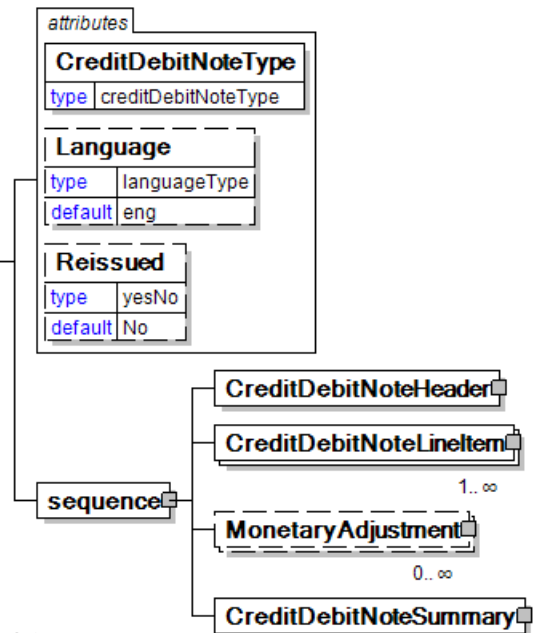 attributes
CreditDebitNoteType
type creditDebitNoteType
Language
type languageType
default eng
Reissued
type yesNo
default No
CreditDebitNoteHeader
CreditDebitNoteLineItem
1..∞
sequence
MonetaryAdjustment
0..∞
CreditDebitNoteSummary